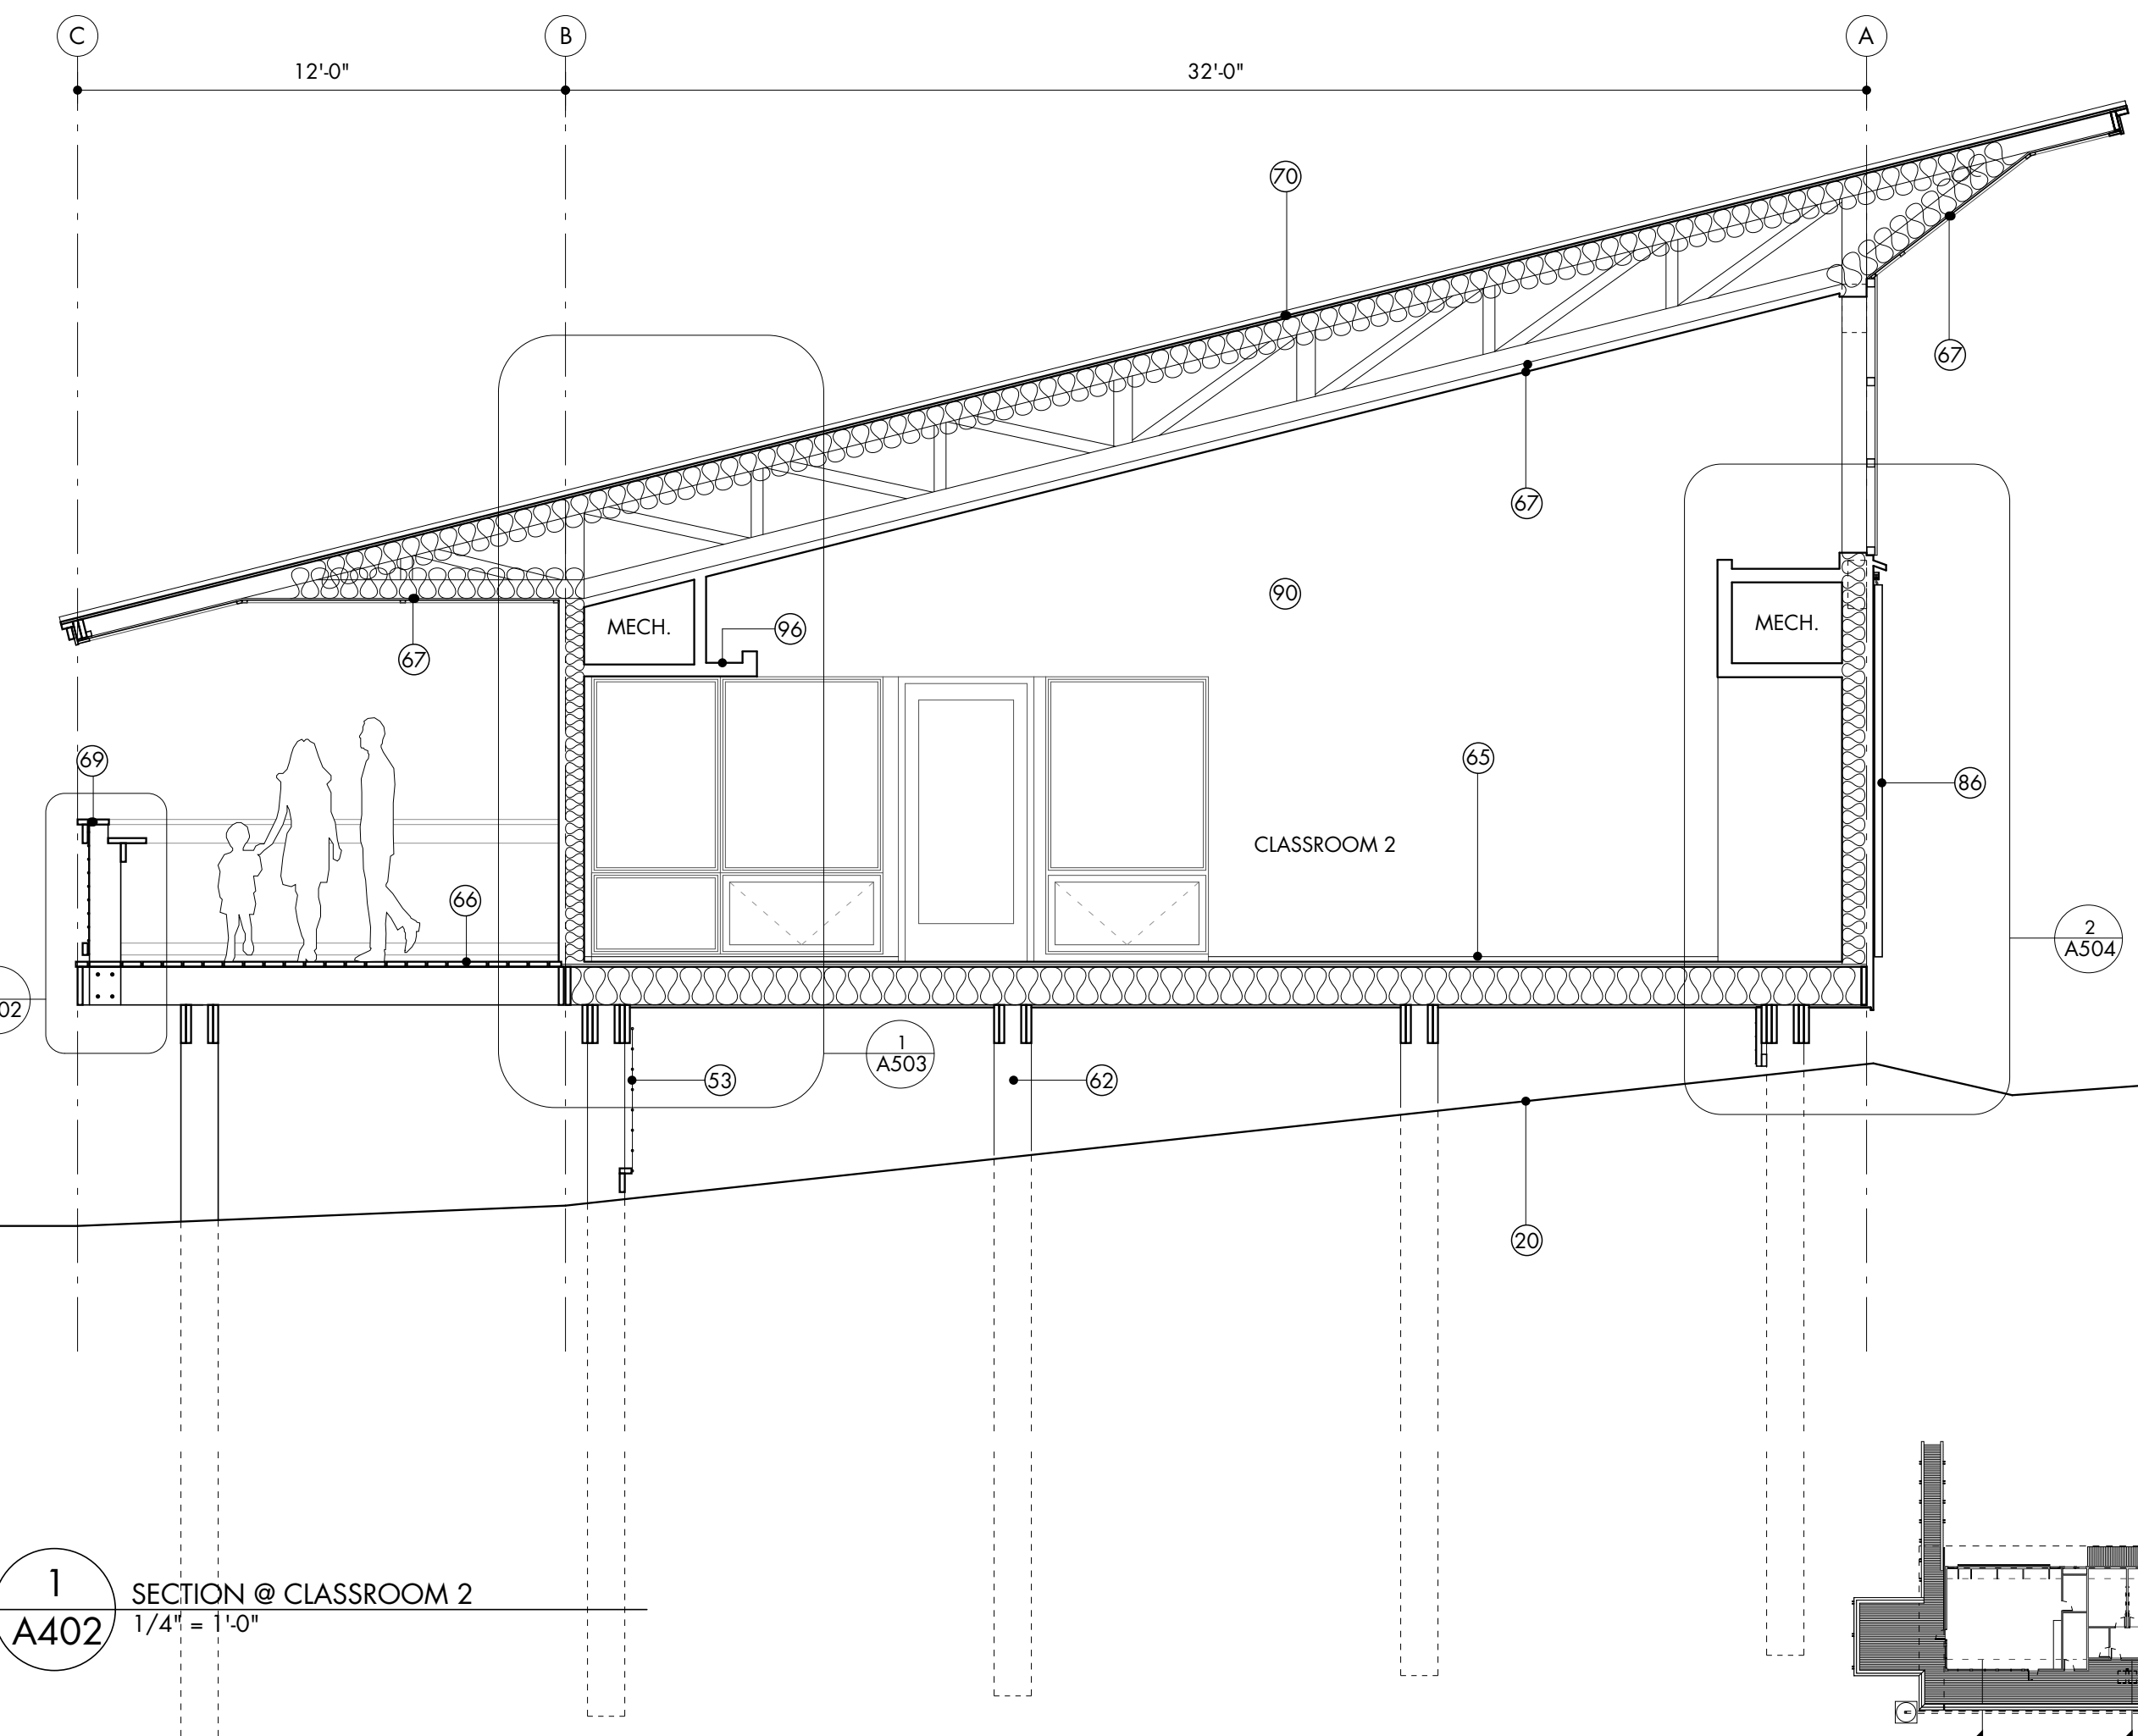 C
B
A
12'-0"
32'-0"
70
67
67
90
MECH.
96
MECH.
67
69
65
86
CLASSROOM 2
66
2
A504
02
1
A503
53
62
20
1
A402
SECTION @ CLASSROOM 2
1/4" = 1'-0"